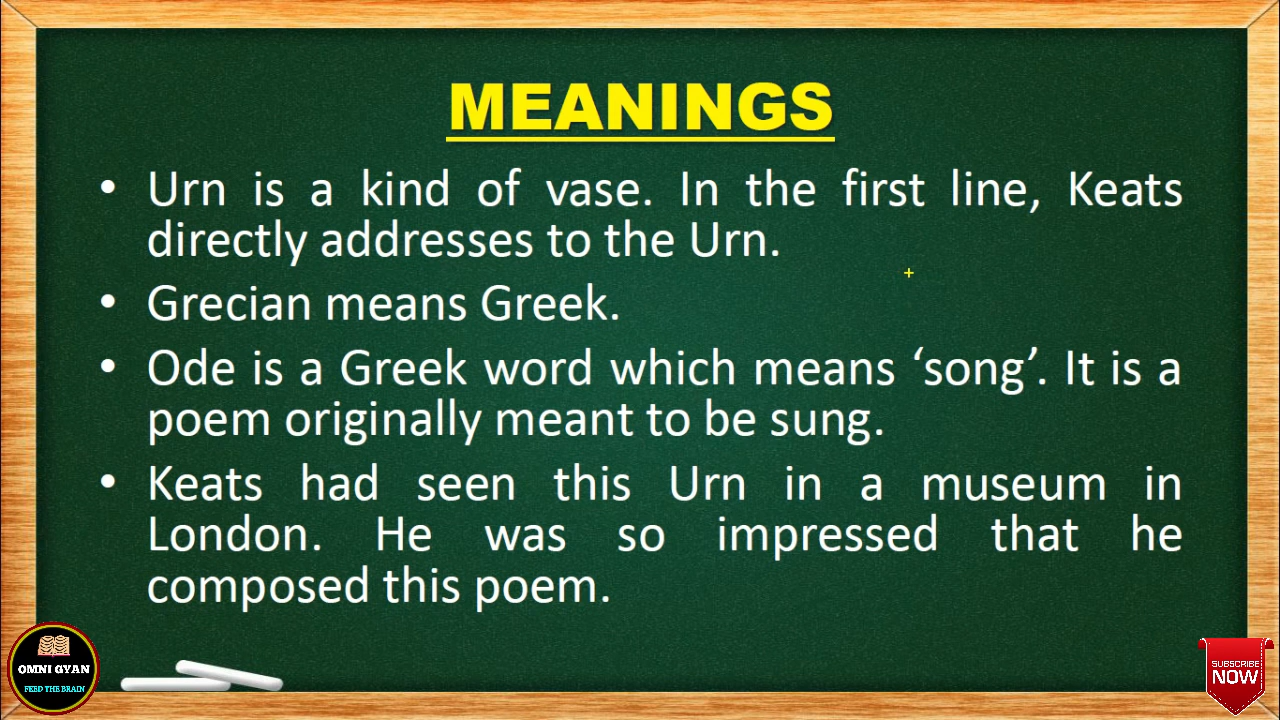 MEANINGS
• Urn is a kind of vase. In the first line, Keats
directly addresses to the Urn.
• Grecian means Greek.
• Ode is a Greek word which means ‘song’. It is a
poem originally meant to be sung.
• Keats had seen this Urn in a museum in
London. He was so impressed that he
composed this poem.
OMNI GYAN
FEED THE BRAIN
SUBSCRIBE
NOW